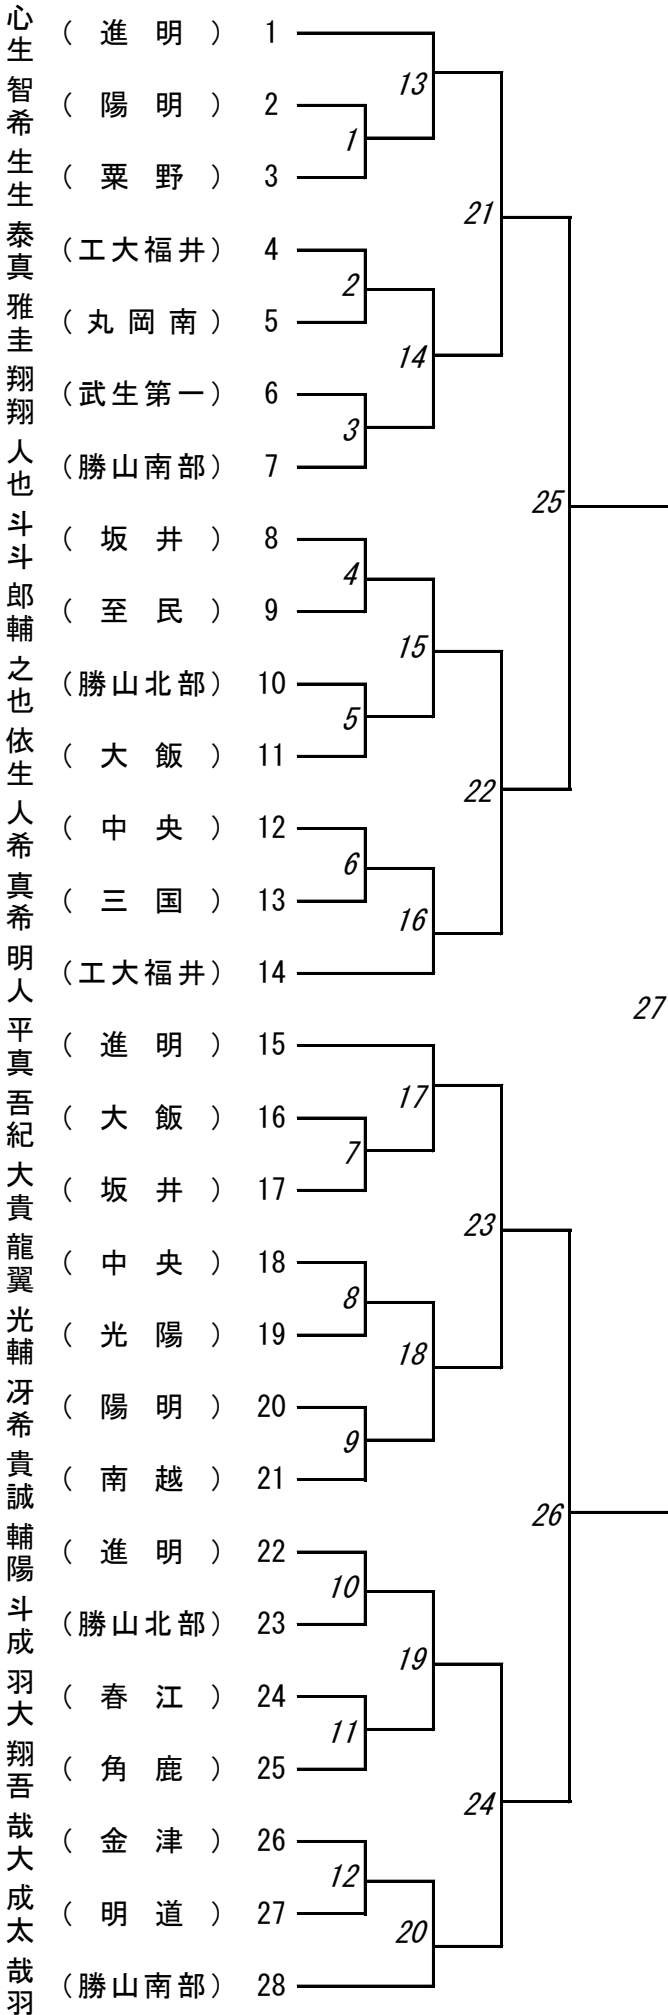 心
生 (進明) 1
智
希 (陽明) 2
生
生 (粟野) 3
泰
真 (工大福井) 4
雅
圭 (丸岡南) 5
翔
翔 (武生第一) 6
人
也 (勝山南部) 7
斗
斗 (坂井) 8
郎
輔 (至民) 9
之
也 (勝山北部) 10
依
生 (大飯) 11
人
希 (中央) 12
真
希 (三国) 13
明
人 (工大福井) 14
平
真 (進明) 15
吾
紀 (大飯) 16
大
貴 (坂井) 17
龍
翼 (中央) 18
光
輔 (光陽) 19
冴
希 (陽明) 20
貴
誠 (南越) 21
輔
陽 (進明) 22
斗
成 (勝山北部) 23
羽
大 (春江) 24
翔
吾 (角鹿) 25
哉
大 (金津) 26
成
太 (明道) 27
哉
羽 (勝山南部) 28
1
2
3
4
5
6
7
8
9
10
11
12
13
14
15
16
17
18
19
20
21
22
23
24
25
26
27